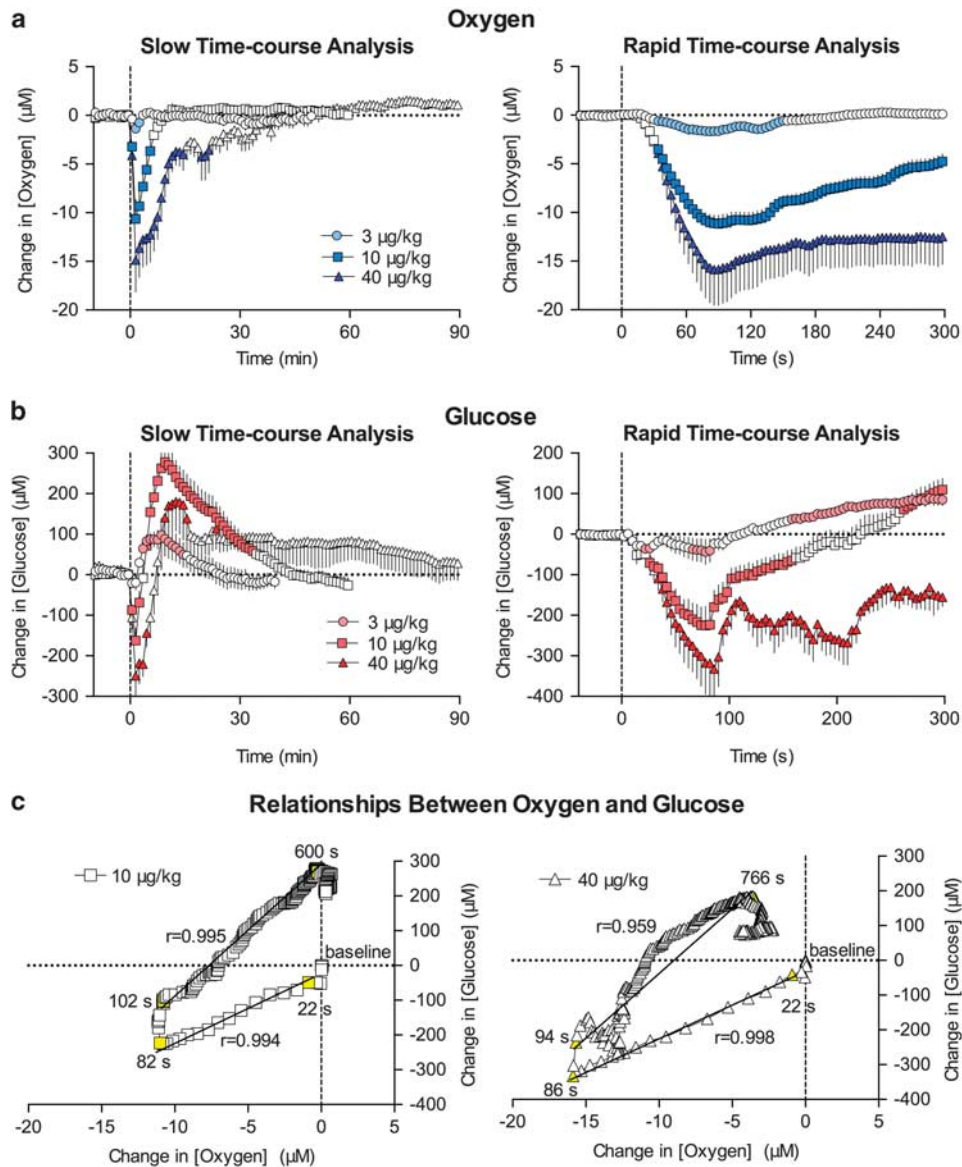 a
Oxygen
Slow Time-course Analysis
Rapid Time-course Analysis
Change in [Oxygen] (µM)
5
0
-5
-10
-15
-20
3 µg/kg
10 µg/kg
40 µg/kg
0 30 60 90
Time (min)
Change in [Oxygen] (µM)
5
0
-5
-10
-15
-20
0 60 120 180 240 300
Time (s)
b
Glucose
Slow Time-course Analysis
Rapid Time-course Analysis
Change in [Glucose] (µM)
300
200
100
0
-100
-200
-300
3 µg/kg
10 µg/kg
40 µg/kg
0 30 60 90
Time (min)
Change in [Glucose] (µM)
200
100
0
-100
-200
-300
-400
0 100 200 300
Time (s)
c
Relationships Between Oxygen and Glucose
10 µg/kg
600 s
r=0.995
baseline
102 s
22 s
r=0.994
82 s
300
200
100
0
-100
-200
-300
-400
Change in [Glucose] (µM)
-20 -15 -10 -5 0 5
Change in [Oxygen] (µM)
40 µg/kg
766 s
r=0.959
baseline
94 s
22 s
r=0.998
86 s
300
200
100
0
-100
-200
-300
-400
Change in [Glucose] (µM)
-20 -15 -10 -5 0 5
Change in [Oxygen] (µM)